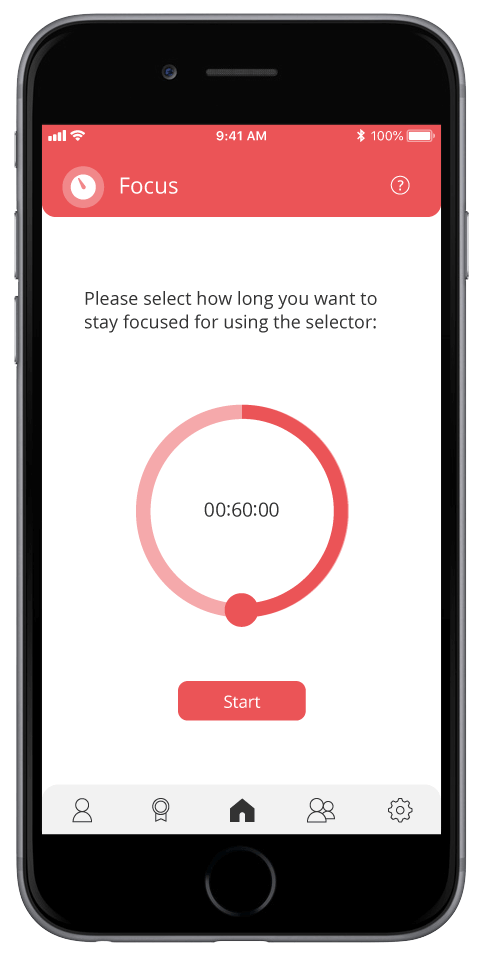 9:41 AM
100%
Focus
?
Please select how long you want to
stay focused for using the selector:
00:60:00
Start